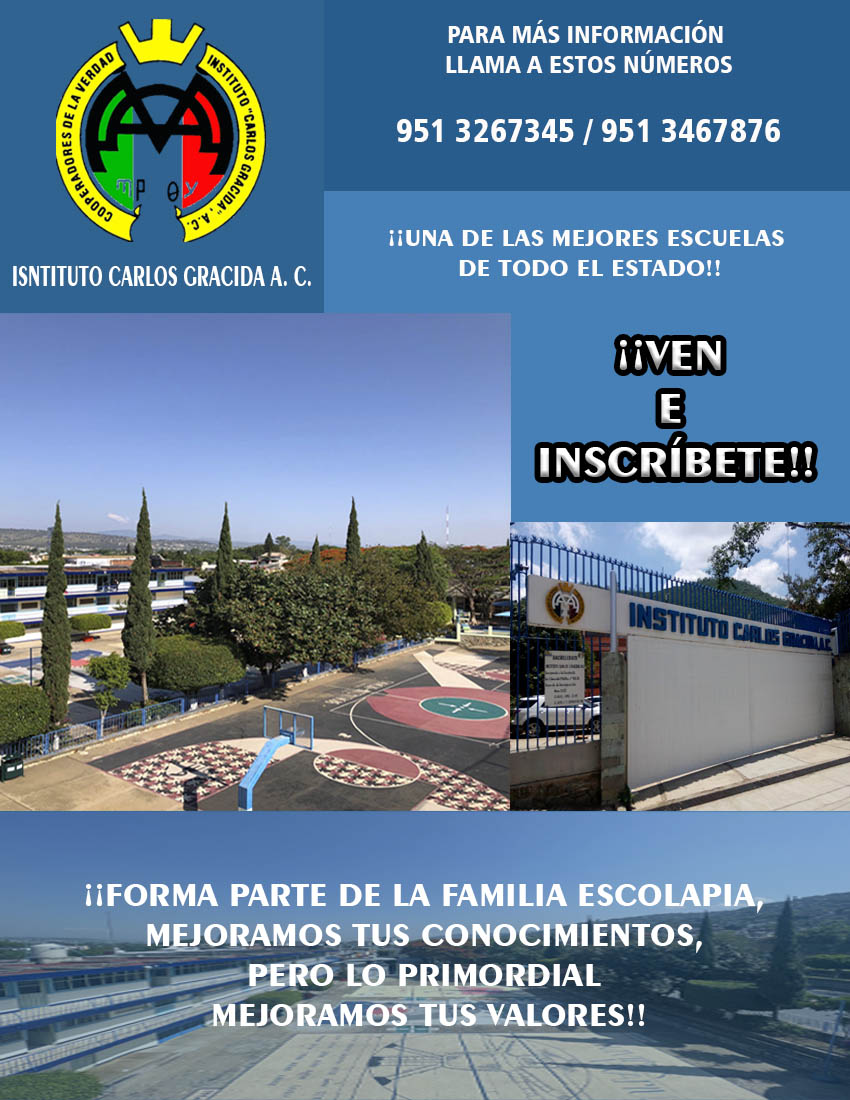 COOPERADORES DE LA VERDAD
INSTITUTO "CARLOS GRACIDA", A.C.
ISNTITUTO CARLOS GRACIDA A. C.
PARA MÁS INFORMACIÓN
LLAMA A ESTOS NÚMEROS
951 3267345 / 951 3467876
¡¡UNA DE LAS MEJORES ESCUELAS
DE TODO EL ESTADO!!
¡¡VEN
E
INSCRÍBETE!!
INSTITUTO CARLOS GRACIDA A.C.
¡¡FORMA PARTE DE LA FAMILIA ESCOLAPIA,
MEJORAMOS TUS CONOCIMIENTOS,
PERO LO PRIMORDIAL
MEJORAMOS TUS VALORES!!